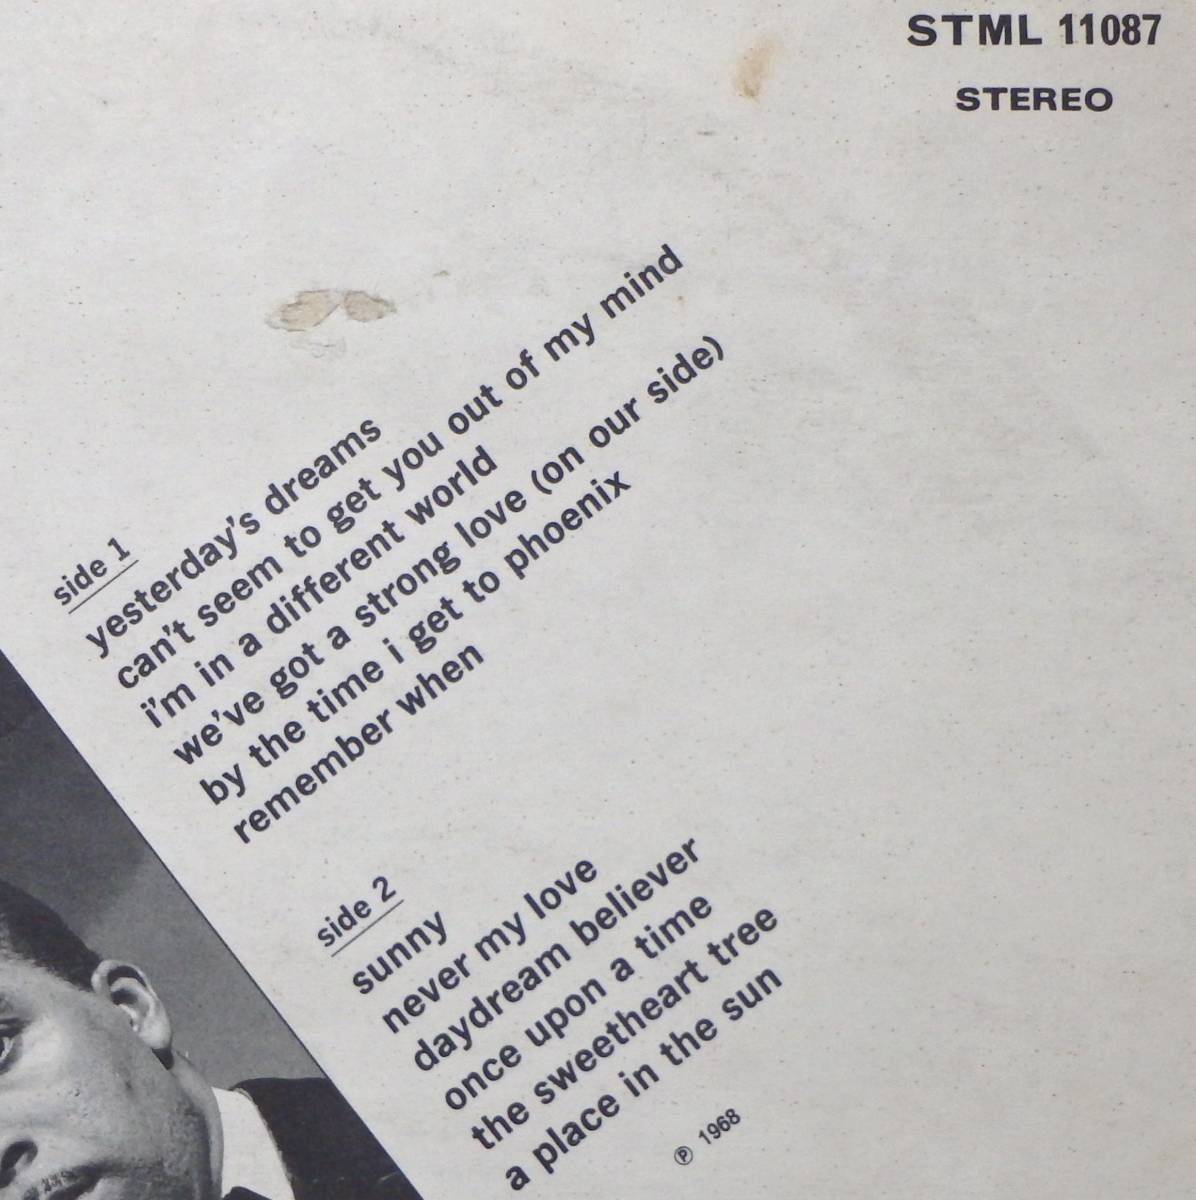 STML 11087
STEREO
side 1
yesterday's dreams
can't seem to get you out of my mind
i'm in a different world
we've got a strong love (on our side)
by the time i get to phoenix
remember when
side 2
sunny
never my love
daydream believer
once upon a time
the sweetheart tree
a place in the sun
℗ 1968